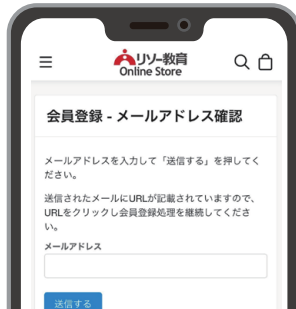 リソー教育
Online Store
会員登録 - メールアドレス確認
メールアドレスを入力して「送信する」を押してく
ださい。
送信されたメールにURLが記載されていますので、
URLをクリックし会員登録処理を継続してくださ
い。
メールアドレス
送信する